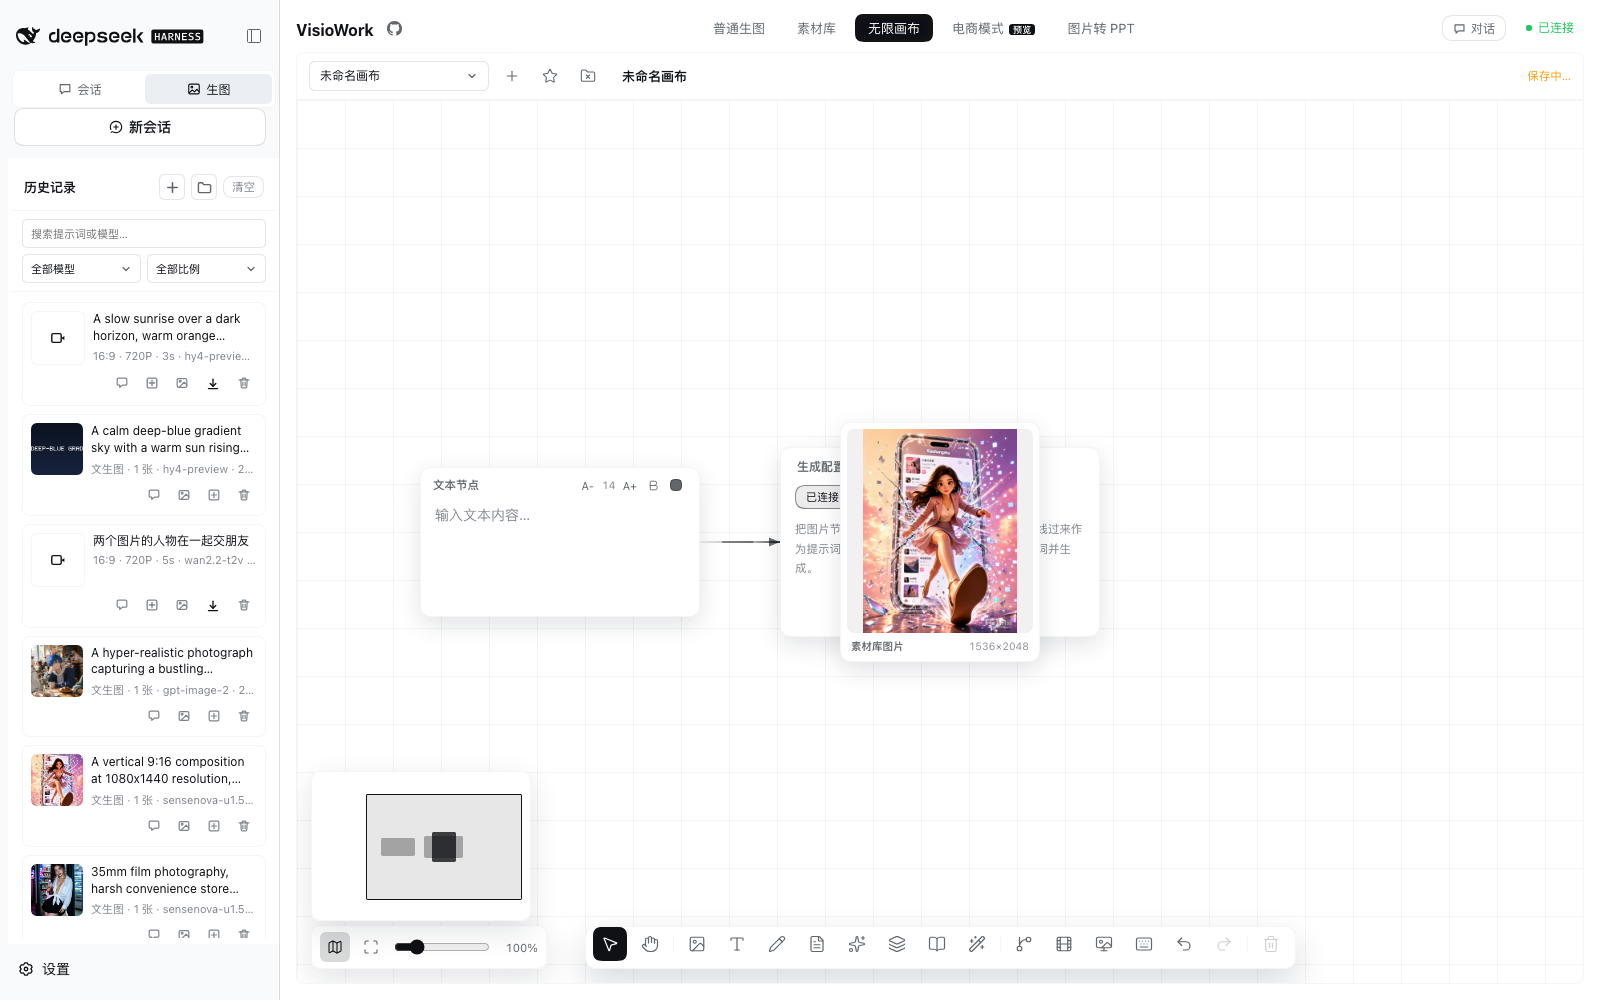 deepseek HARNESS
会话
生图
新会话
历史记录
清空
搜索提示词或模型...
全部模型
全部比例
A slow sunrise over a dark
horizon, warm orange...
16:9 · 720P · 3s · hy4-previe...
A calm deep-blue gradient
sky with a warm sun rising...
文生图 · 1 张 · hy4-preview · 2...
DEEP-BLUE GRAD
两个图片的人物在一起交朋友
16:9 · 720P · 5s · wan2.2-t2v ...
A hyper-realistic photograph
capturing a bustling...
文生图 · 1 张 · gpt-image-2 · 2...
A vertical 9:16 composition
at 1080x1440 resolution,...
文生图 · 1 张 · sensenova-u1.5...
35mm film photography,
harsh convenience store...
文生图 · 1 张 · sensenova-u1.5...
设置
VisioWork
普通生图
素材库
无限画布
电商模式 预览
图片转 PPT
对话
已连接
未命名画布
未命名画布
保存中...
文本节点
A- 14 A+ B
输入文本内容...
生成配置
已连接
把图片节
线过来作
为提示词
词并生
成。
素材库图片
1536×2048
100%